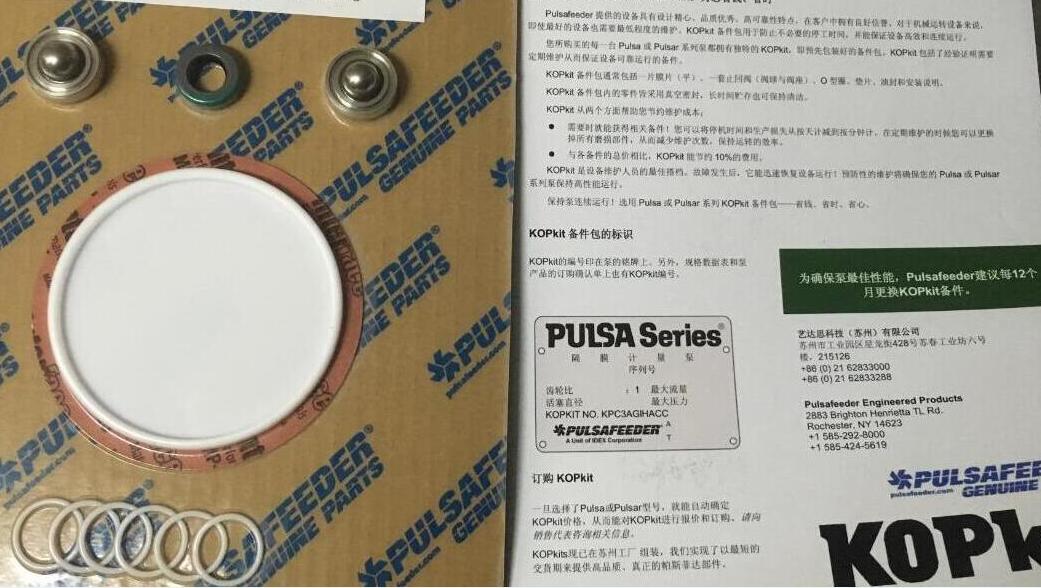 Pulsafeeder 提供的设备具有设计精心、品质优秀、高可靠性特点，在客户中拥有良好信誉。对于机械运转设备来说，
即使最好的设备也需要最低程度的维护。KOPkit 备件包用于防止不必要的停工时间，并能保证设备高效和连续运行。
您所购买的每一台 Pulsa 或 Pulsar 系列泵都拥有独特的 KOPkit，即预先包装好的备件包。KOPkit 包括了经验证明需要
定期维护从而保证设备可靠运行的备件。
KOPkit 备件包通常包括一片膜片（平）、一套止回阀（阀球与阀座）、O 型圈、垫片、油封和安装说明。
KOPkit 备件包内的零件皆采用真空密封，长时间贮存也可保持清洁。
KOPkit 从两个方面帮助您节约维护成本：
● 需要时就能获得相关备件！您可以将停机时间和生产损失从按天计减到按分钟计。在定期维护的时候您可以更换
掉所有磨损部件，从而减少维护次数，保持运转的效率。
● 与各备件的总价相比，KOPkit 能节约 10%的费用。
KOPkit 是设备维护人员的最佳搭档。故障发生后，它能迅速恢复设备运行！预防性的维护将确保您的 Pulsa 或 Pulsar
系列泵保持高性能运行。
保持泵连续运行！选用 Pulsa 或 Pulsar 系列 KOPkit 备件包——省钱、省时、省心。
KOPkit 备件包的标识
KOPkit的编号印在泵的铭牌上。另外，规格数据表和泵
产品的订购确认单上也有KOPkit编号。
为确保泵最佳性能，Pulsafeeder建议每12个
月更换KOPkit备件。
PULSA Series®
隔 膜 计 量 泵
序列号
齿轮比 : 1 最大流量
活塞直径 最大压力
KOPKIT NO. KPC3AGIHACC
PULSAFEEDER A T
A Unit of IDEX Corporation
艺达思科技（苏州）有限公司
苏州市工业园区星龙街428号苏春工业坊六号
楼，215126
+86 (0) 21 62833000
+86 (0) 21 62833288
Pulsafeeder Engineered Products
2883 Brighton Henrietta TL Rd.
Rochester, NY 14623
+1 585-292-8000
+1 585-424-5619
订购 KOPkit
一旦选择了Pulsa或Pulsar型号，就能自动确定
KOPkit价格，从而能对KOPkit进行报价和订购。请向
销售代表咨询相关信息。
KOPkits现已在苏州工厂组装，我们实现了以最短的
交货期来提供高品质、真正的帕斯菲达部件。
PULSAFEE
pulsafeeder.com GENUINE
KOPk
PULSAFEEDER®
GENUINE PARTS
pulsafeeder.com